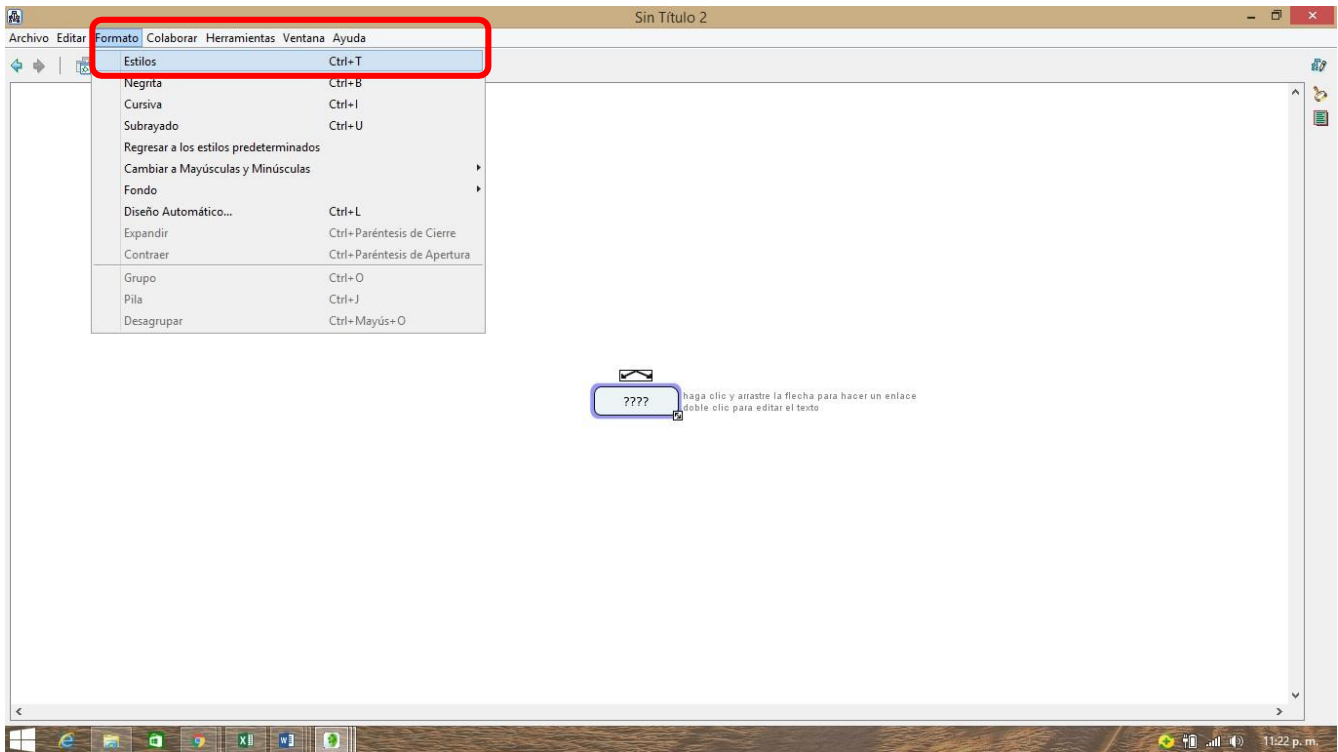 Sin Título 2
Archivo Editar Formato Colaborar Herramientas Ventana Ayuda
Estilos Ctrl+T
Negrita Ctrl+B
Cursiva Ctrl+I
Subrayado Ctrl+U
Regresar a los estilos predeterminados
Cambiar a Mayúsculas y Minúsculas
Fondo
Diseño Automático... Ctrl+L
Expandir Ctrl+Paréntesis de Cierre
Contraer Ctrl+Paréntesis de Apertura
Grupo Ctrl+O
Pila Ctrl+J
Desagrupar Ctrl+Mayús+O
????
haga clic y arrastre la flecha para hacer un enlace
doble clic para editar el texto
11:22 p. m.